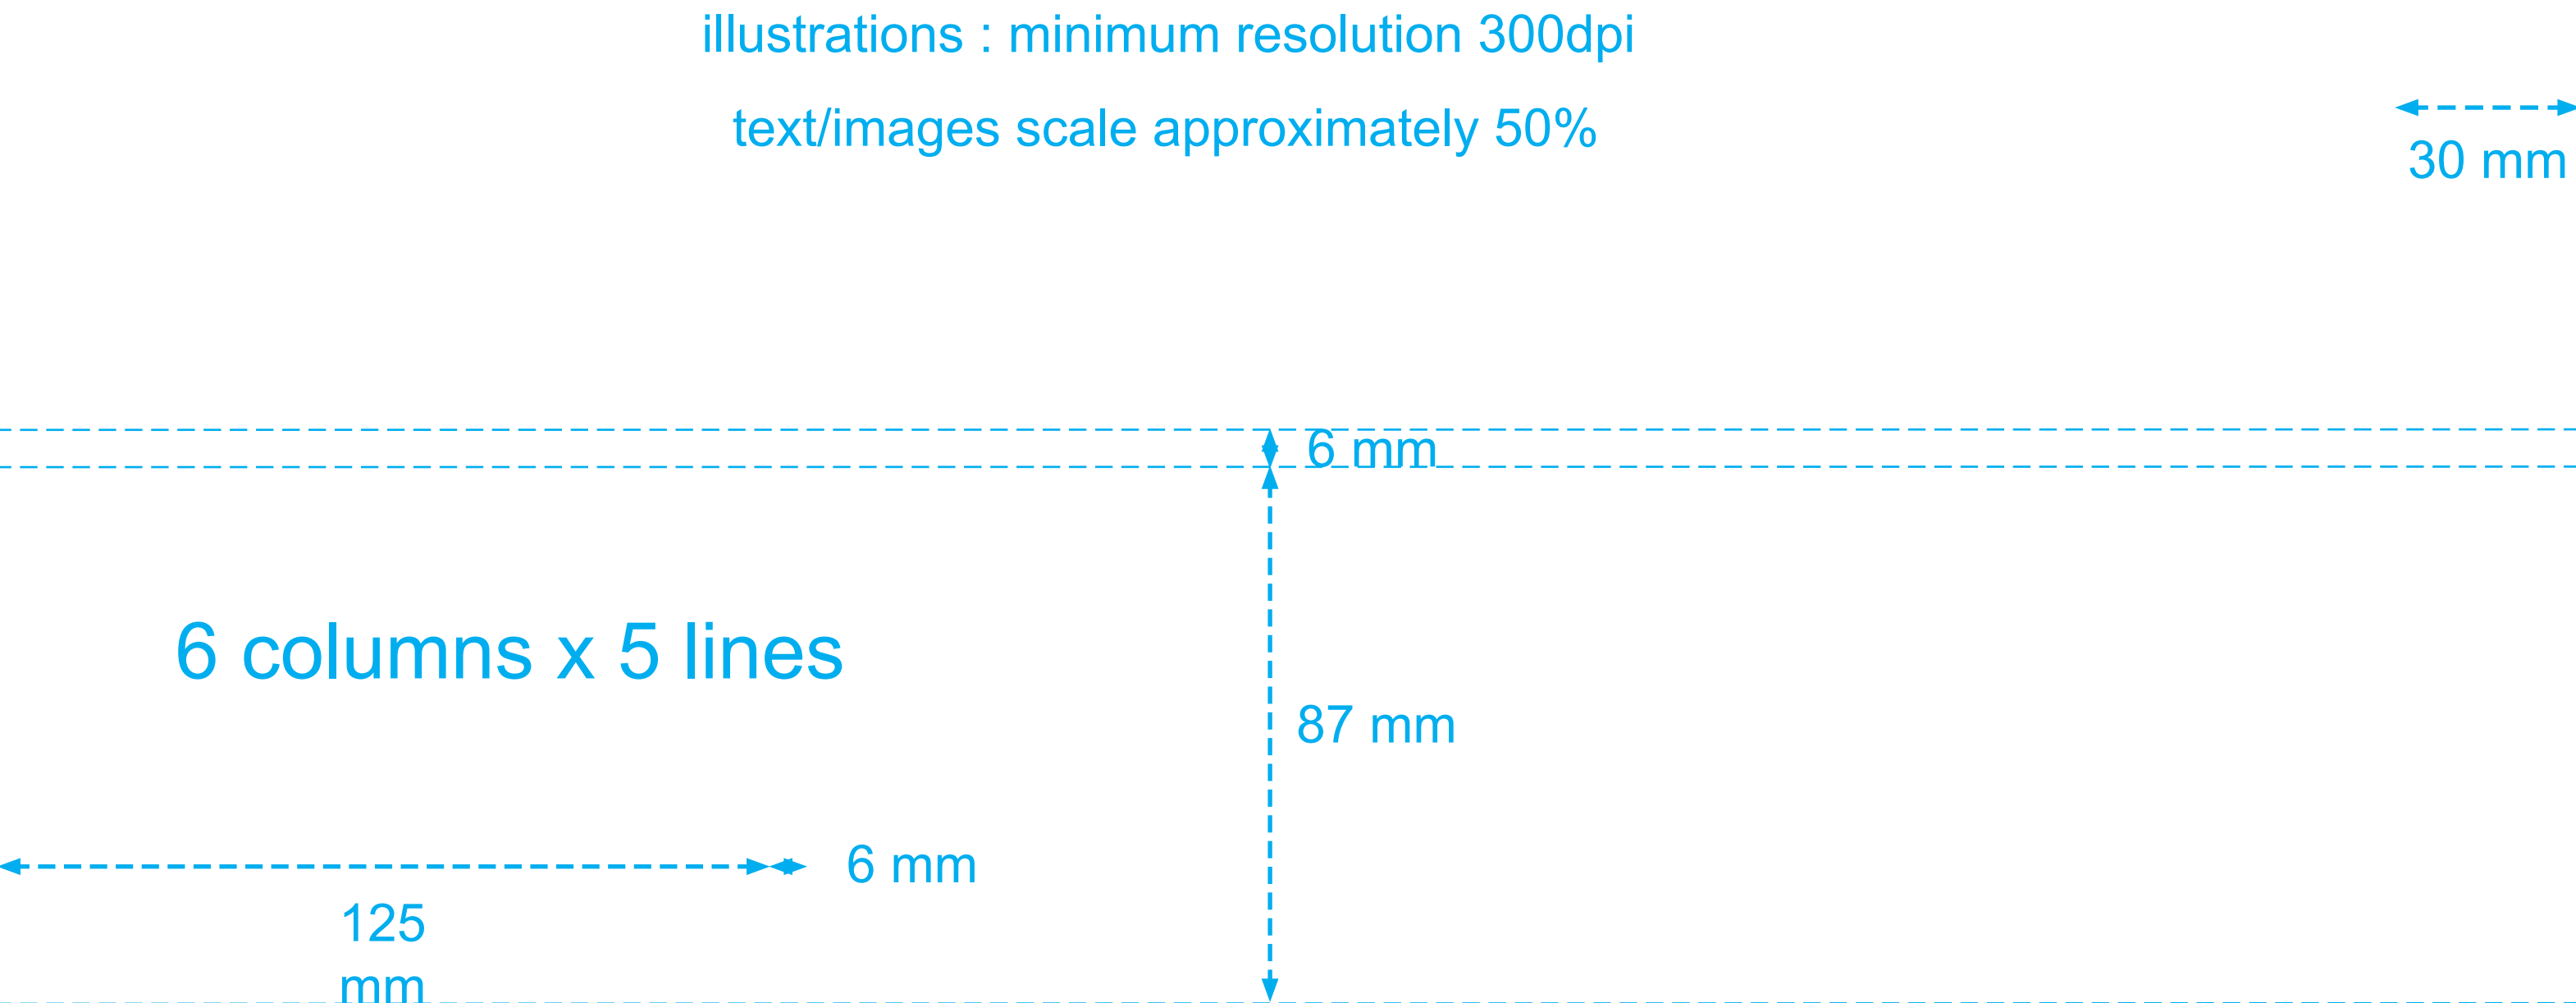 illustrations : minimum resolution 300dpi
text/images scale approximately 50%
30 mm
6 mm
6 columns x 5 lines
87 mm
6 mm
125
mm